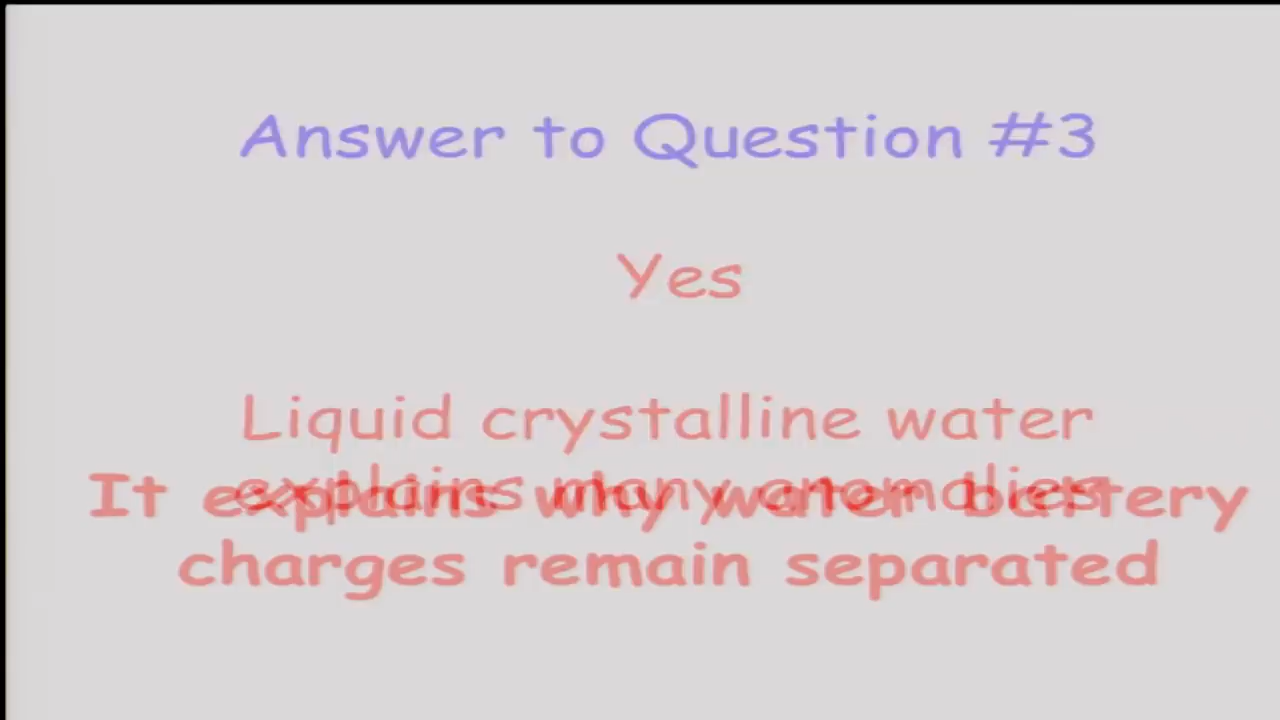 Answer to Question #3
Yes
Liquid crystalline water
explains many anomalies
It explains why water battery
charges remain separated